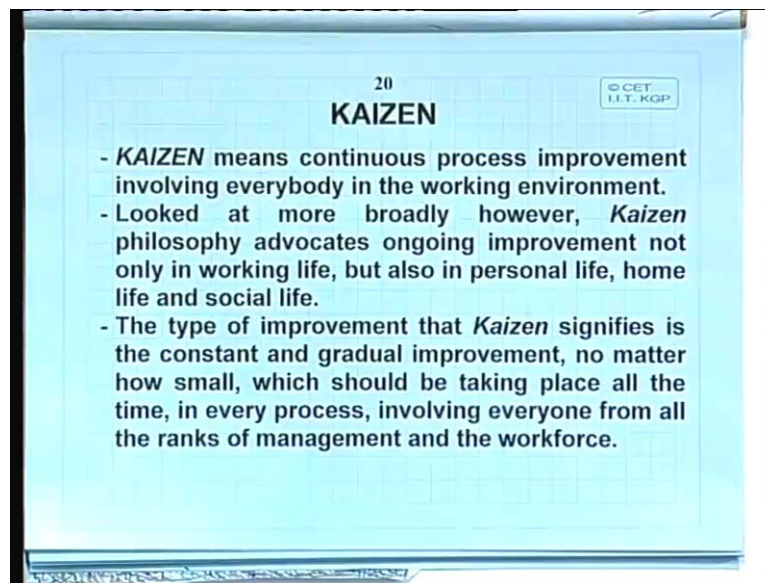 20
© CET
I.I.T. KGP
KAIZEN
- KAIZEN means continuous process improvement
involving everybody in the working environment.
- Looked at more broadly however, Kaizen
philosophy advocates ongoing improvement not
only in working life, but also in personal life, home
life and social life.
- The type of improvement that Kaizen signifies is
the constant and gradual improvement, no matter
how small, which should be taking place all the
time, in every process, involving everyone from all
the ranks of management and the workforce.